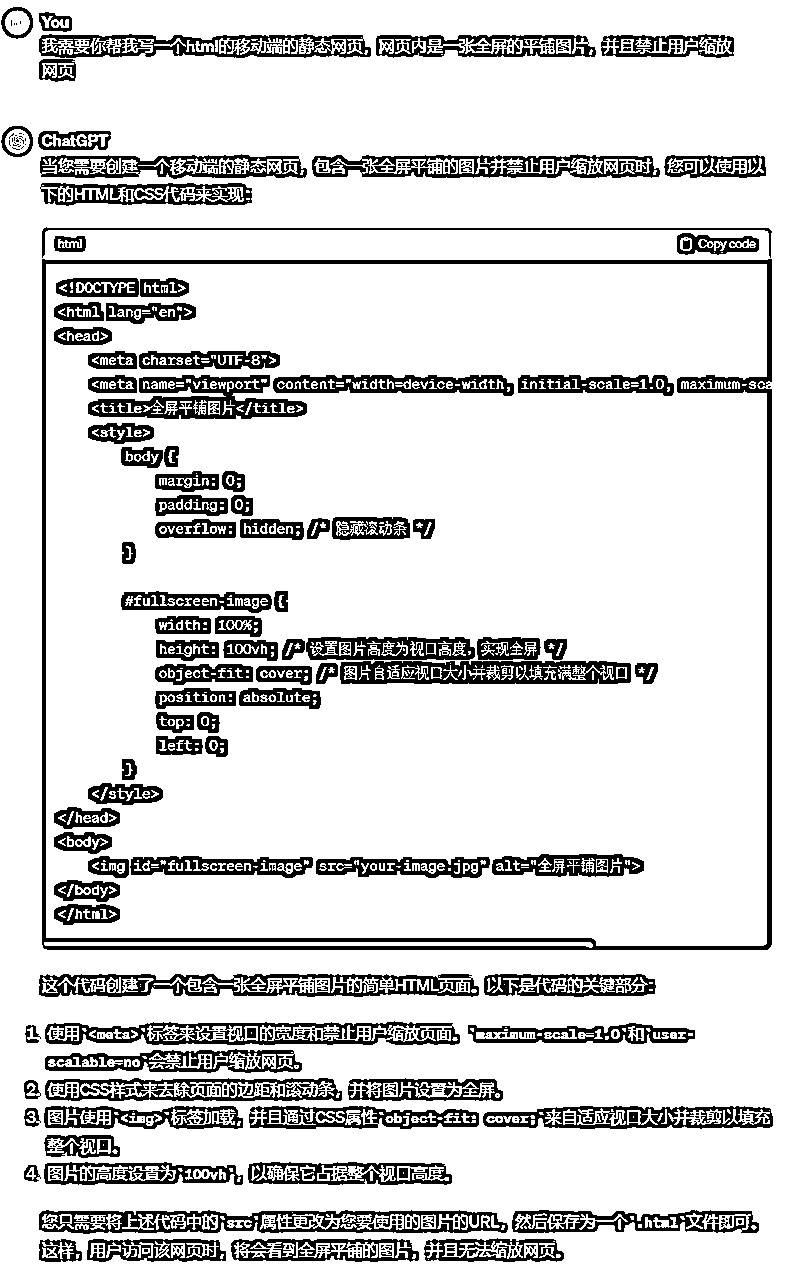 You
我需要你帮我写一个html的移动端的静态网页，网页内是一张全屏的平铺图片，并且禁止用户缩放
网页
ChatGPT
当您需要创建一个移动端的静态网页，包含一张全屏平铺的图片并禁止用户缩放网页时，您可以使用以
下的HTML和CSS代码来实现：
html
Copy code
<!DOCTYPE html>
<html lang="en">
<head>
    <meta charset="UTF-8">
    <meta name="viewport" content="width=device-width, initial-scale=1.0, maximum-sca
    <title>全屏平铺图片</title>
    <style>
        body {
            margin: 0;
            padding: 0;
            overflow: hidden; /* 隐藏滚动条 */
        }
        #fullscreen-image {
            width: 100%;
            height: 100vh; /* 设置图片高度为视口高度，实现全屏 */
            object-fit: cover; /* 图片自适应视口大小并裁剪以填充满整个视口 */
            position: absolute;
            top: 0;
            left: 0;
        }
    </style>
</head>
<body>
    <img id="fullscreen-image" src="your-image.jpg" alt="全屏平铺图片">
</body>
</html>
这个代码创建了一个包含一张全屏平铺图片的简单HTML页面。以下是代码的关键部分：
1. 使用`<meta>`标签来设置视口的宽度和禁止用户缩放页面。`maximum-scale=1.0`和`user-
scalable=no`会禁止用户缩放网页。
2. 使用CSS样式来去除页面的边距和滚动条，并将图片设置为全屏。
3. 图片使用`<img>`标签加载，并且通过CSS属性`object-fit: cover;`来自适应视口大小并裁剪以填充
整个视口。
4. 图片的高度设置为`100vh`，以确保它占据整个视口高度。
您只需要将上述代码中的`src`属性更改为您要使用的图片的URL，然后保存为一个`.html`文件即可。
这样，用户访问该网页时，将会看到全屏平铺的图片，并且无法缩放网页。